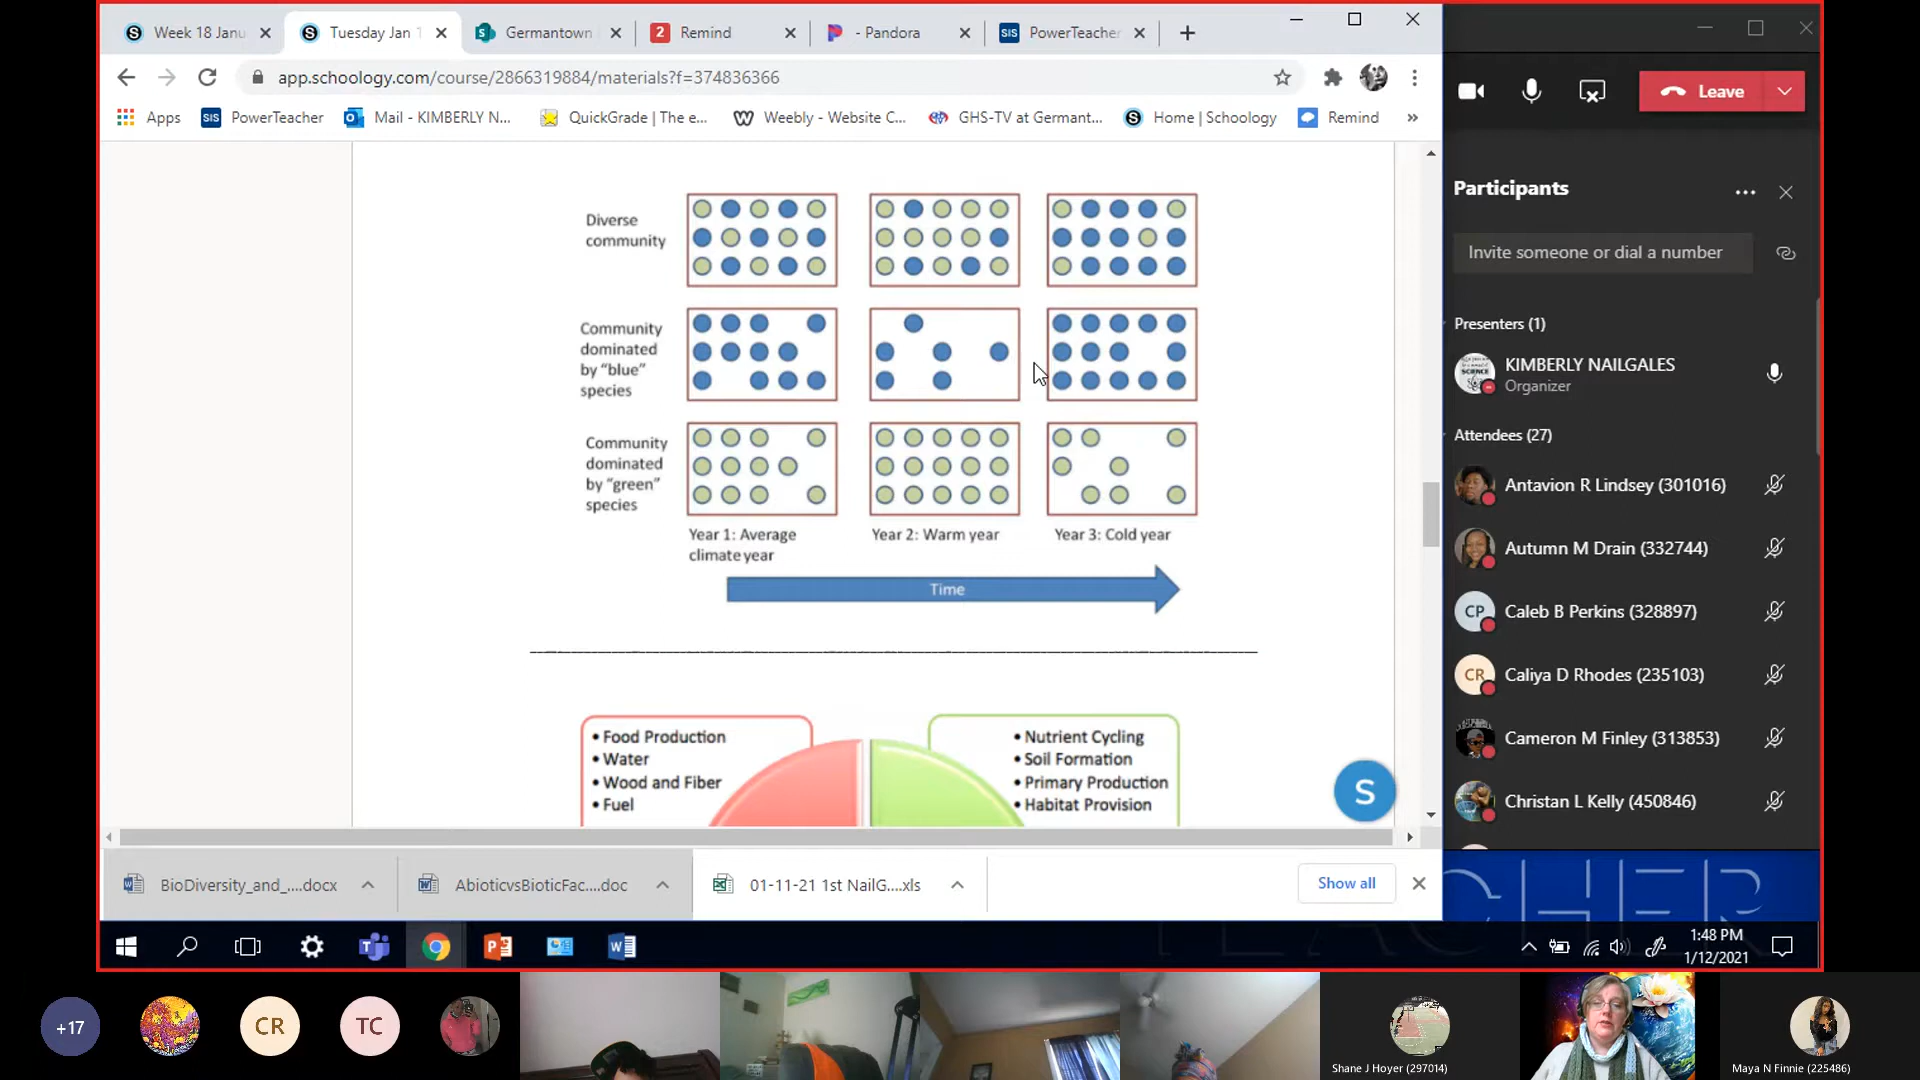 Week 18 Janu
Tuesday Jan 1
Germantown
2 Remind
- Pandora
SIS PowerTeacher
app.schoology.com/course/2866319884/materials?f=374836366
Leave
Apps
SIS PowerTeacher
Mail - KIMBERLY N...
QuickGrade | The e...
Weebly - Website C...
GHS-TV at Germant...
Home | Schoology
Remind
»
Participants
Invite someone or dial a number
Presenters (1)
KIMBERLY NAILGALES
Organizer
Attendees (27)
Antavion R Lindsey (301016)
Autumn M Drain (332744)
CP Caleb B Perkins (328897)
CR Caliya D Rhodes (235103)
Cameron M Finley (313853)
Christan L Kelly (450846)
Diverse
community
Community
dominated
by "blue"
species
Community
dominated
by "green"
species
Year 1: Average
climate year
Year 2: Warm year
Year 3: Cold year
Time
• Food Production
• Water
• Wood and Fiber
• Fuel
• Nutrient Cycling
• Soil Formation
• Primary Production
• Habitat Provision
S
BioDiversity_and_....docx
AbioticvsBioticFac....doc
01-11-21 1st NailG....xls
Show all
1:48 PM
1/12/2021
+17
CR
TC
Shane J Hoyer (297014)
Maya N Finnie (225486)